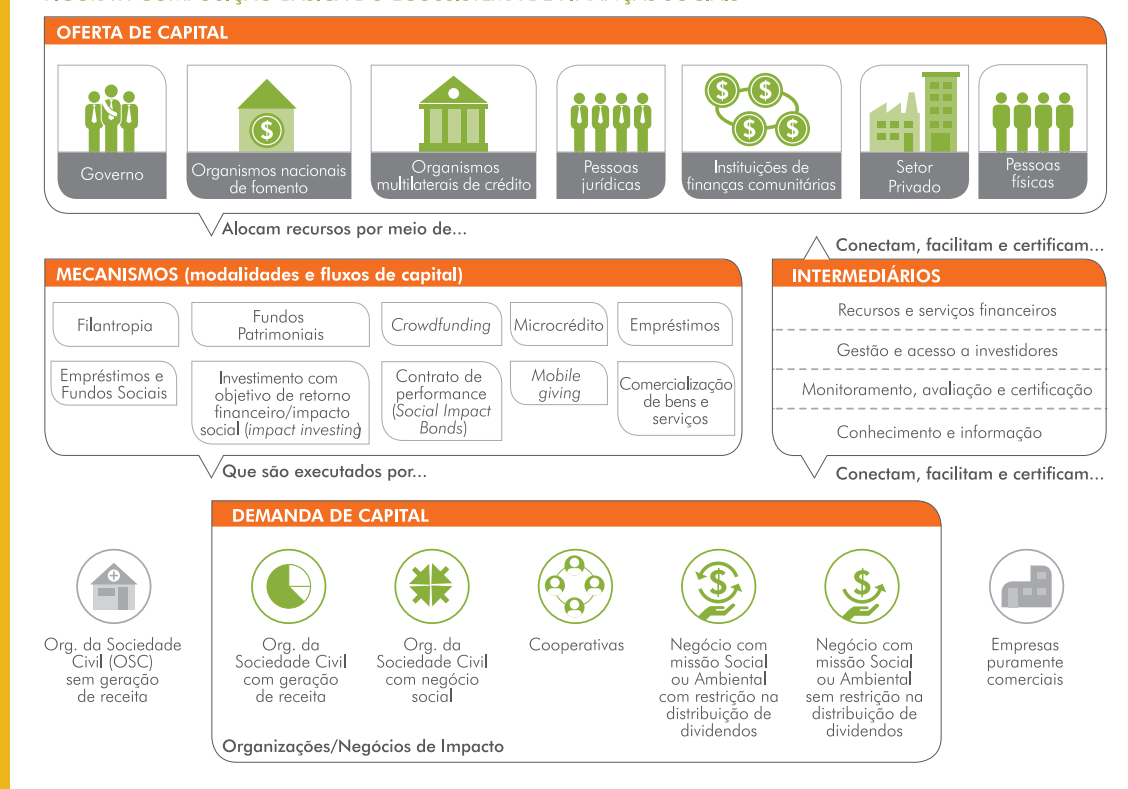 OFERTA DE CAPITAL
Governo
Organismos nacionais
de fomento
Organismos
multilaterais de crédito
Pessoas
jurídicas
Instituições de
finanças comunitárias
Setor
Privado
Pessoas
físicas
Alocam recursos por meio de...
Conectam, facilitam e certificam...
MECANISMOS (modalidades e fluxos de capital)
Filantropia
Fundos
Patrimoniais
Crowdfunding
Microcrédito
Empréstimos
Empréstimos e
Fundos Sociais
Investimento com
objetivo de retorno
financeiro/impacto
social (impact investing)
Contrato de
performance
(Social Impact
Bonds)
Mobile
giving
Comercialização
de bens e
serviços
INTERMEDIÁRIOS
Recursos e serviços financeiros
Gestão e acesso a investidores
Monitoramento, avaliação e certificação
Conhecimento e informação
Que são executados por...
Conectam, facilitam e certificam...
DEMANDA DE CAPITAL
Org. da Sociedade
Civil (OSC)
sem geração
de receita
Org. da
Sociedade Civil
com geração
de receita
Org. da
Sociedade Civil
com negócio
social
Cooperativas
Negócio com
missão Social
ou Ambiental
com restrição na
distribuição de
dividendos
Negócio com
missão Social
ou Ambiental
sem restrição na
distribuição de
dividendos
Empresas
puramente
comerciais
Organizações/Negócios de Impacto